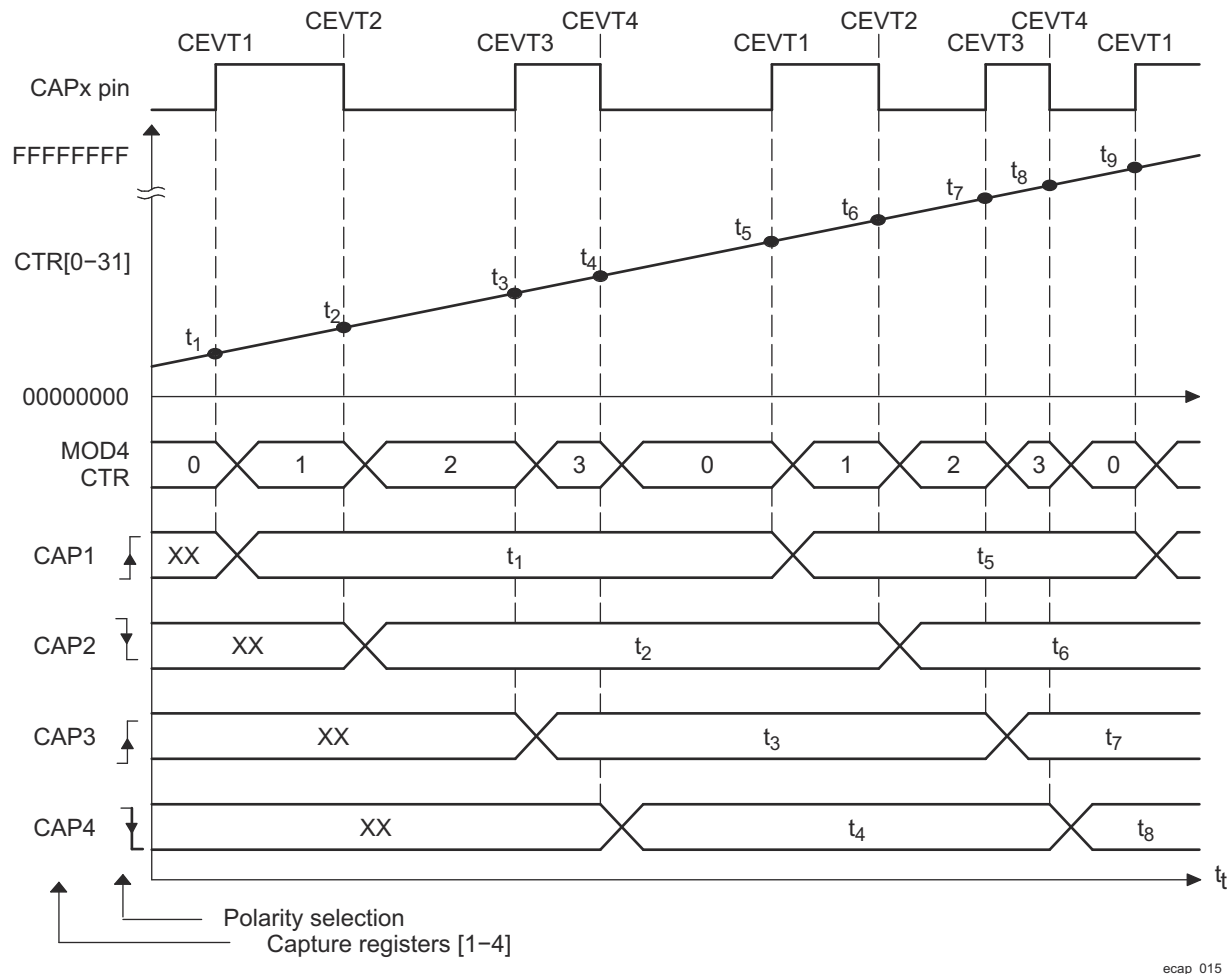 CEVT2 CEVT4 CEVT2 CEVT4
CEVT1 CEVT3 CEVT1 CEVT3 CEVT1
CAPx pin
FFFFFFFF
t9
t8
t7
t6
t5
CTR[0−31]
t4
t3
t2
t1
00000000
MOD4
CTR
0 1 2 3 0 1 2 3 0
CAP1 XX t1 t5
CAP2 XX t2 t6
CAP3 XX t3 t7
CAP4 XX t4 t8
tt
Polarity selection
Capture registers [1−4]
ecap_015